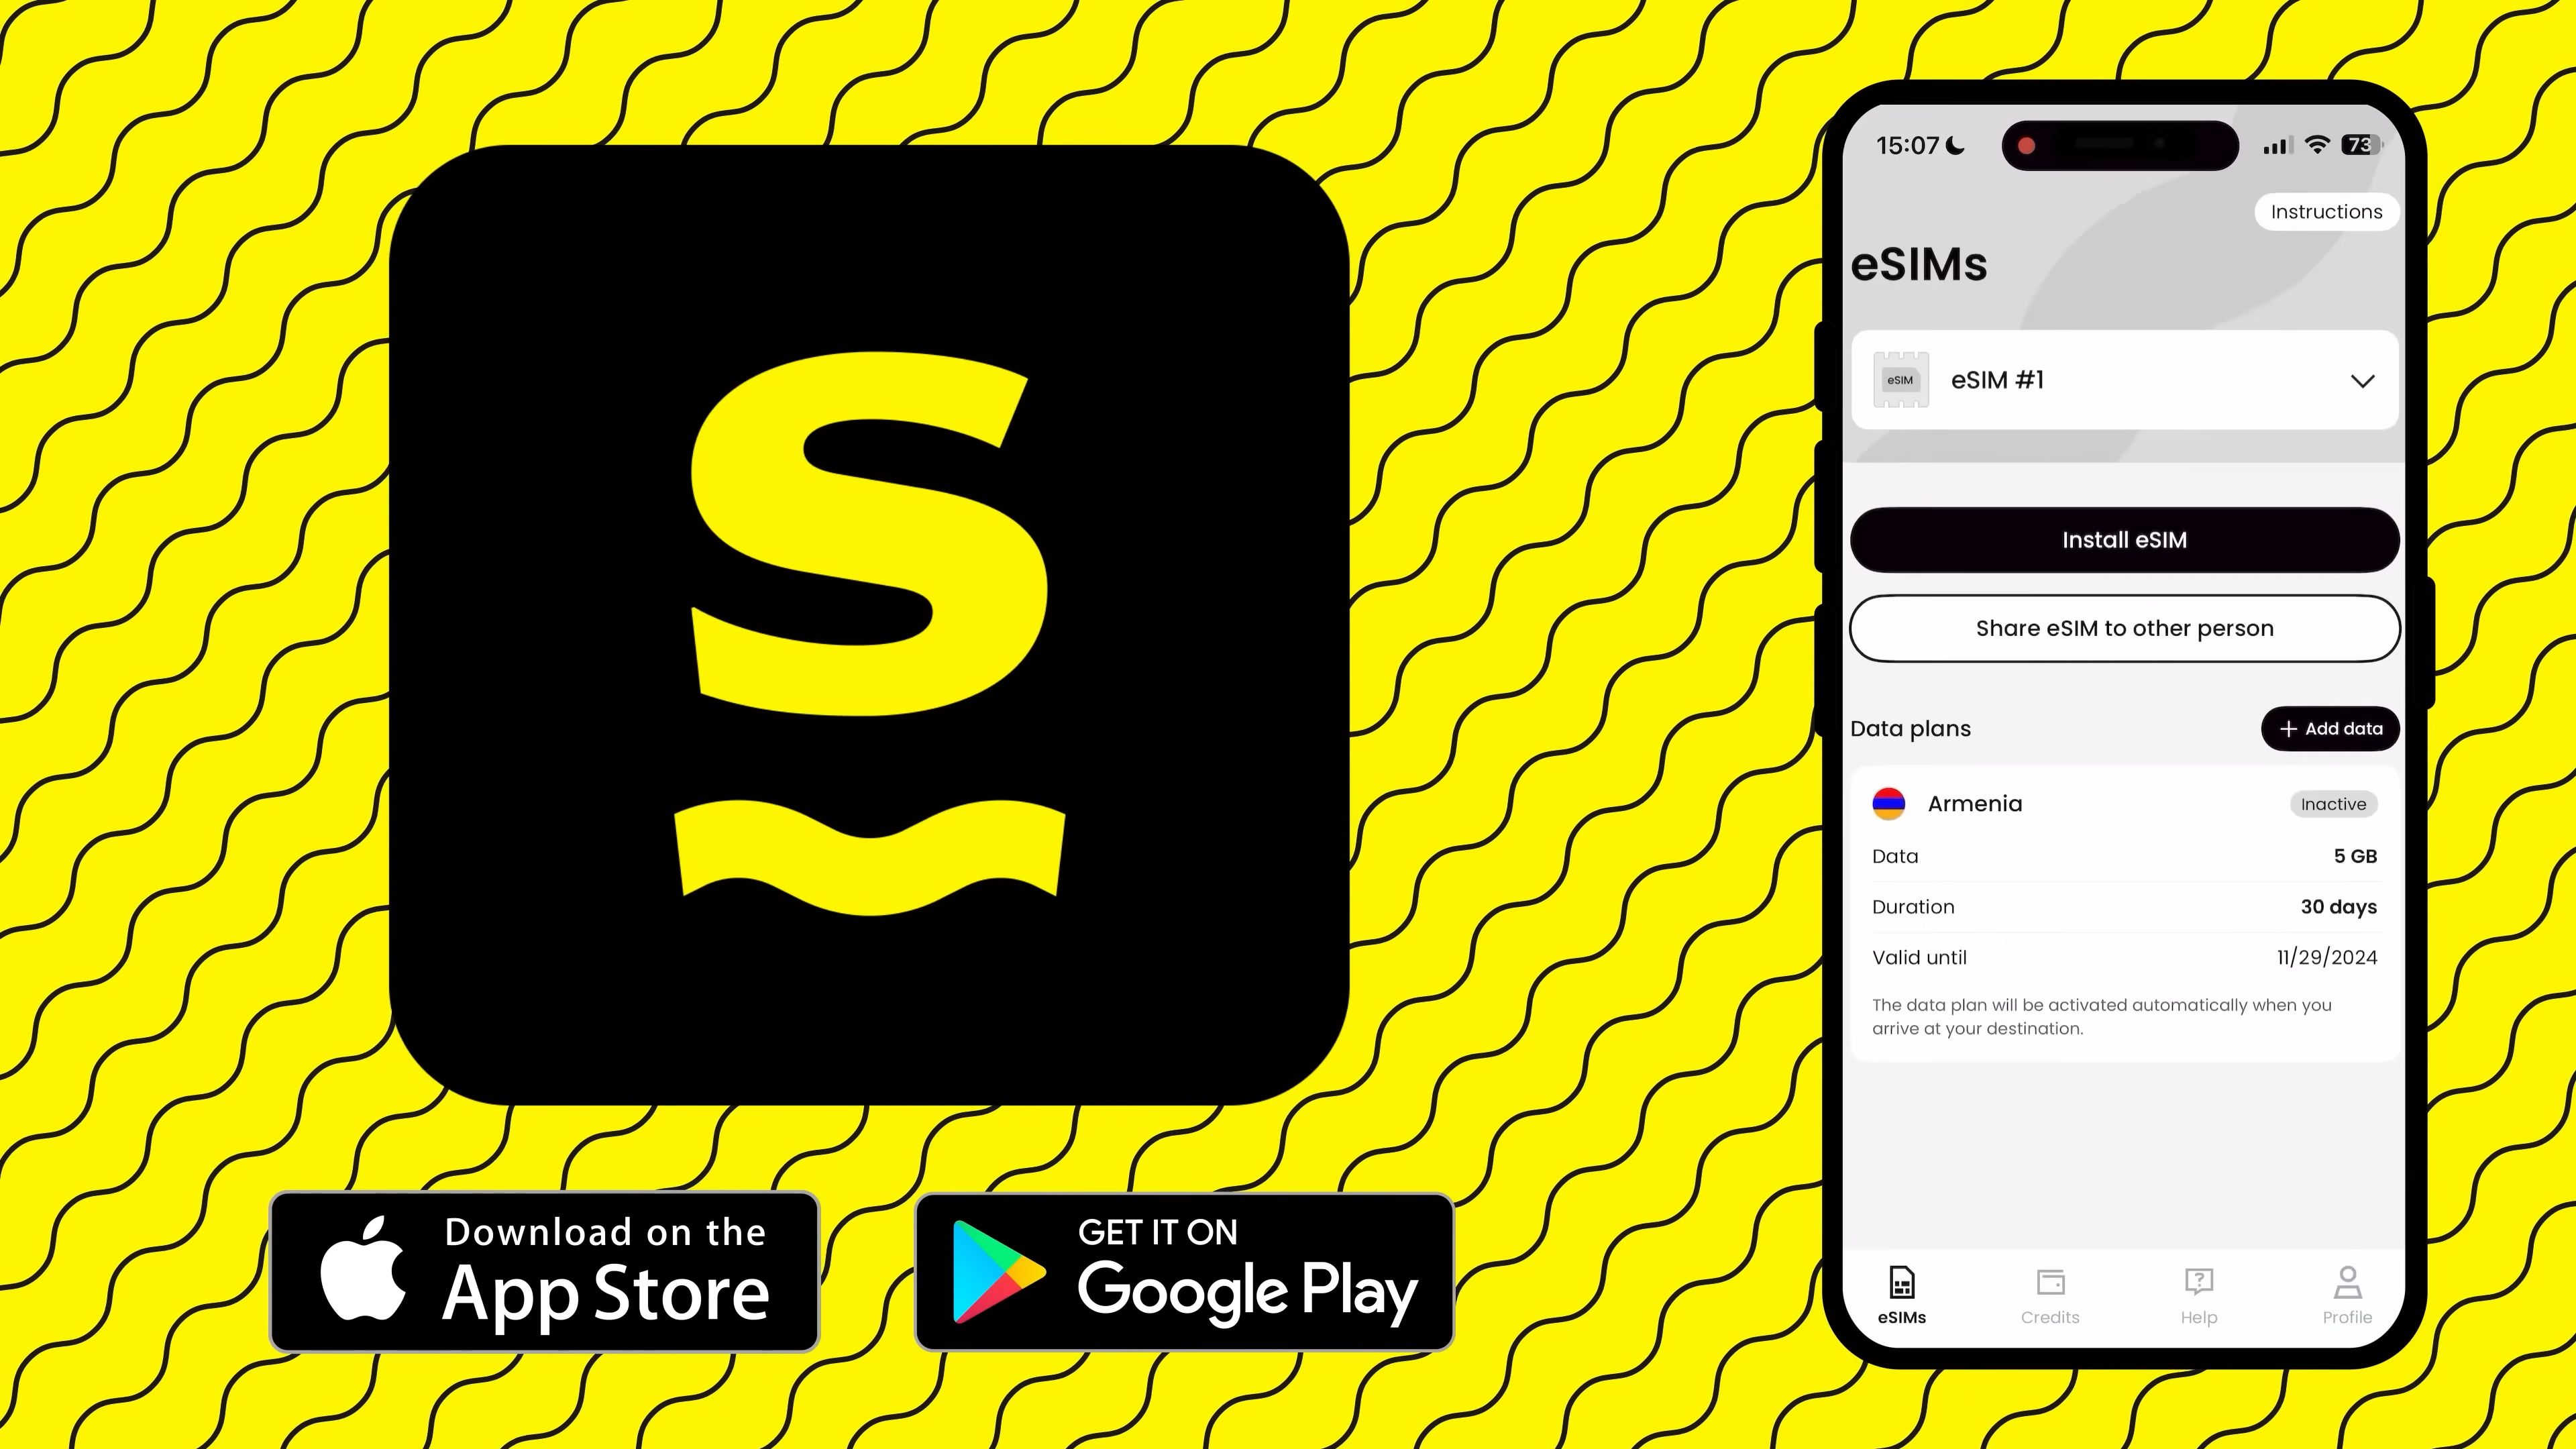 S
Download on the
App Store
GET IT ON
Google Play
15:07
73
Instructions
eSIMs
eSIM
eSIM #1
Install eSIM
Share eSIM to other person
Data plans
+ Add data
Armenia
Inactive
Data
5 GB
Duration
30 days
Valid until
11/29/2024
The data plan will be activated automatically when you
arrive at your destination.
eSIMs
Credits
Help
Profile